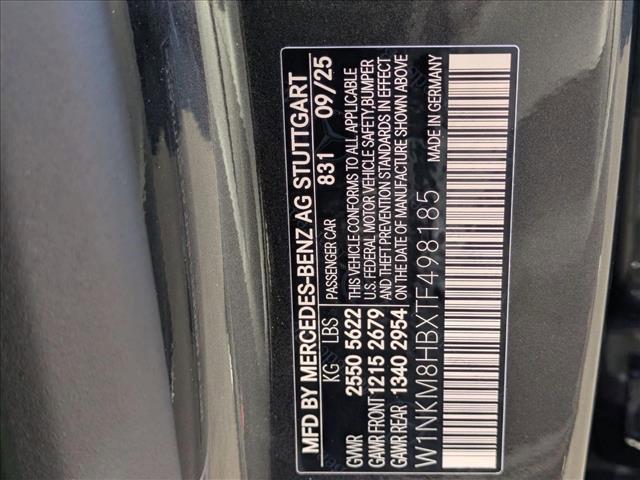 MFD BY MERCEDES-BENZ AG STUTTGART
KG LBS PASSENGER CAR 831 09/25
GWR 2550 5622 THIS VEHICLE CONFORMS TO ALL APPLICABLE
U.S. FEDERAL MOTOR VEHICLE SAFETY,BUMPER
GAWR FRONT 1215 2679 AND THEFT PREVENTION STANDARDS IN EFFECT
GAWR REAR 1340 2954 ON DATE OF MANUFACTURE SHOWN ABOVE
W1NKM8HBXTF498185 MADE IN GERMANY